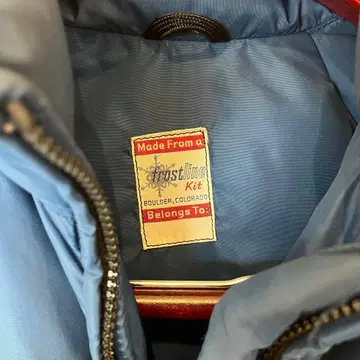 Made From a
frostline
Kit
BOULDER, COLORADO
Belongs To: